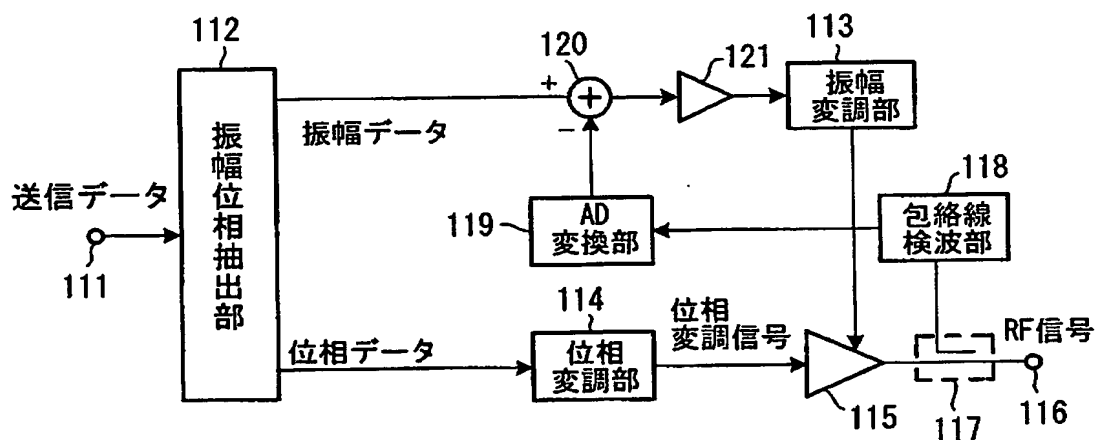 112
振幅位相抽出部
送信データ
111
+
120
−
振幅データ
121
113
振幅
変調部
118
包絡線
検波部
119
AD
変換部
位相データ
114
位相
変調部
位相
変調信号
115
117
RF信号
116